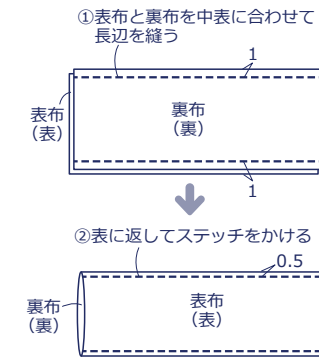 ①表布と裏布を中表に合わせて
長辺を縫う
1
表布
（表）
裏布
（裏）
1
②表に返してステッチをかける
0.5
裏布
（裏）
表布
（表）